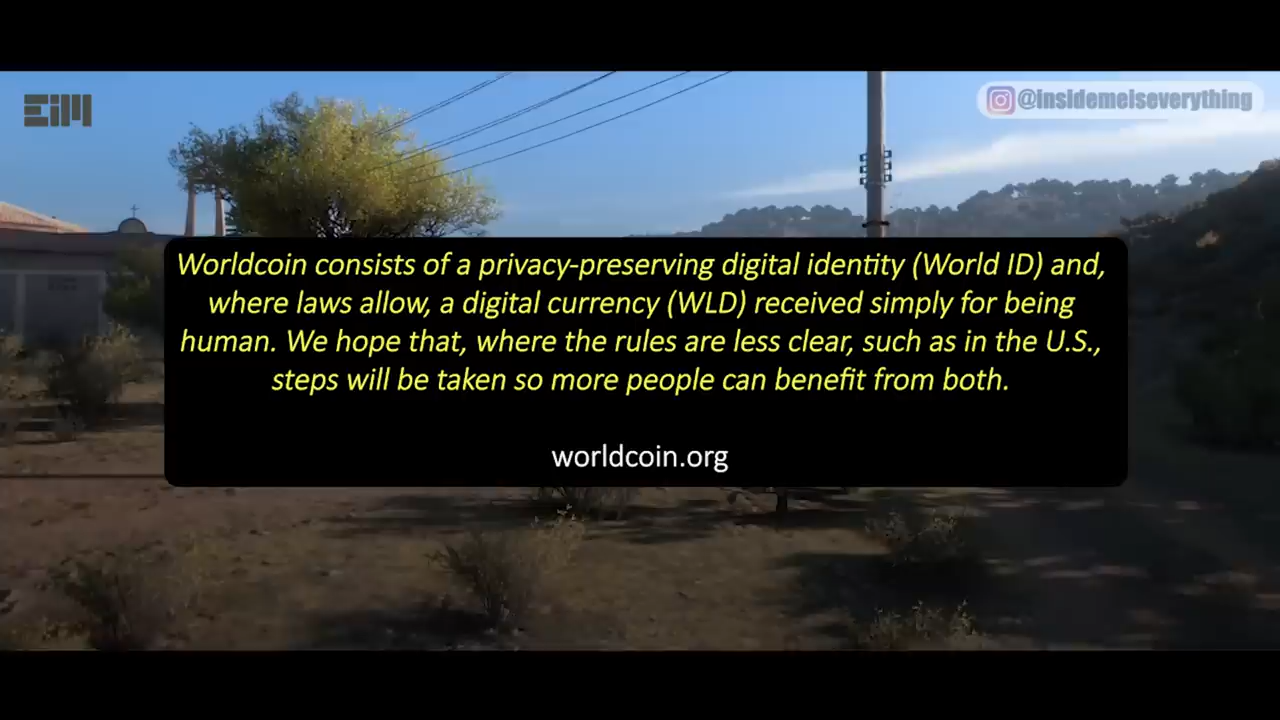 EiM
@insidemeiseverything
Worldcoin consists of a privacy-preserving digital identity (World ID) and,
where laws allow, a digital currency (WLD) received simply for being
human. We hope that, where the rules are less clear, such as in the U.S.,
steps will be taken so more people can benefit from both.
worldcoin.org